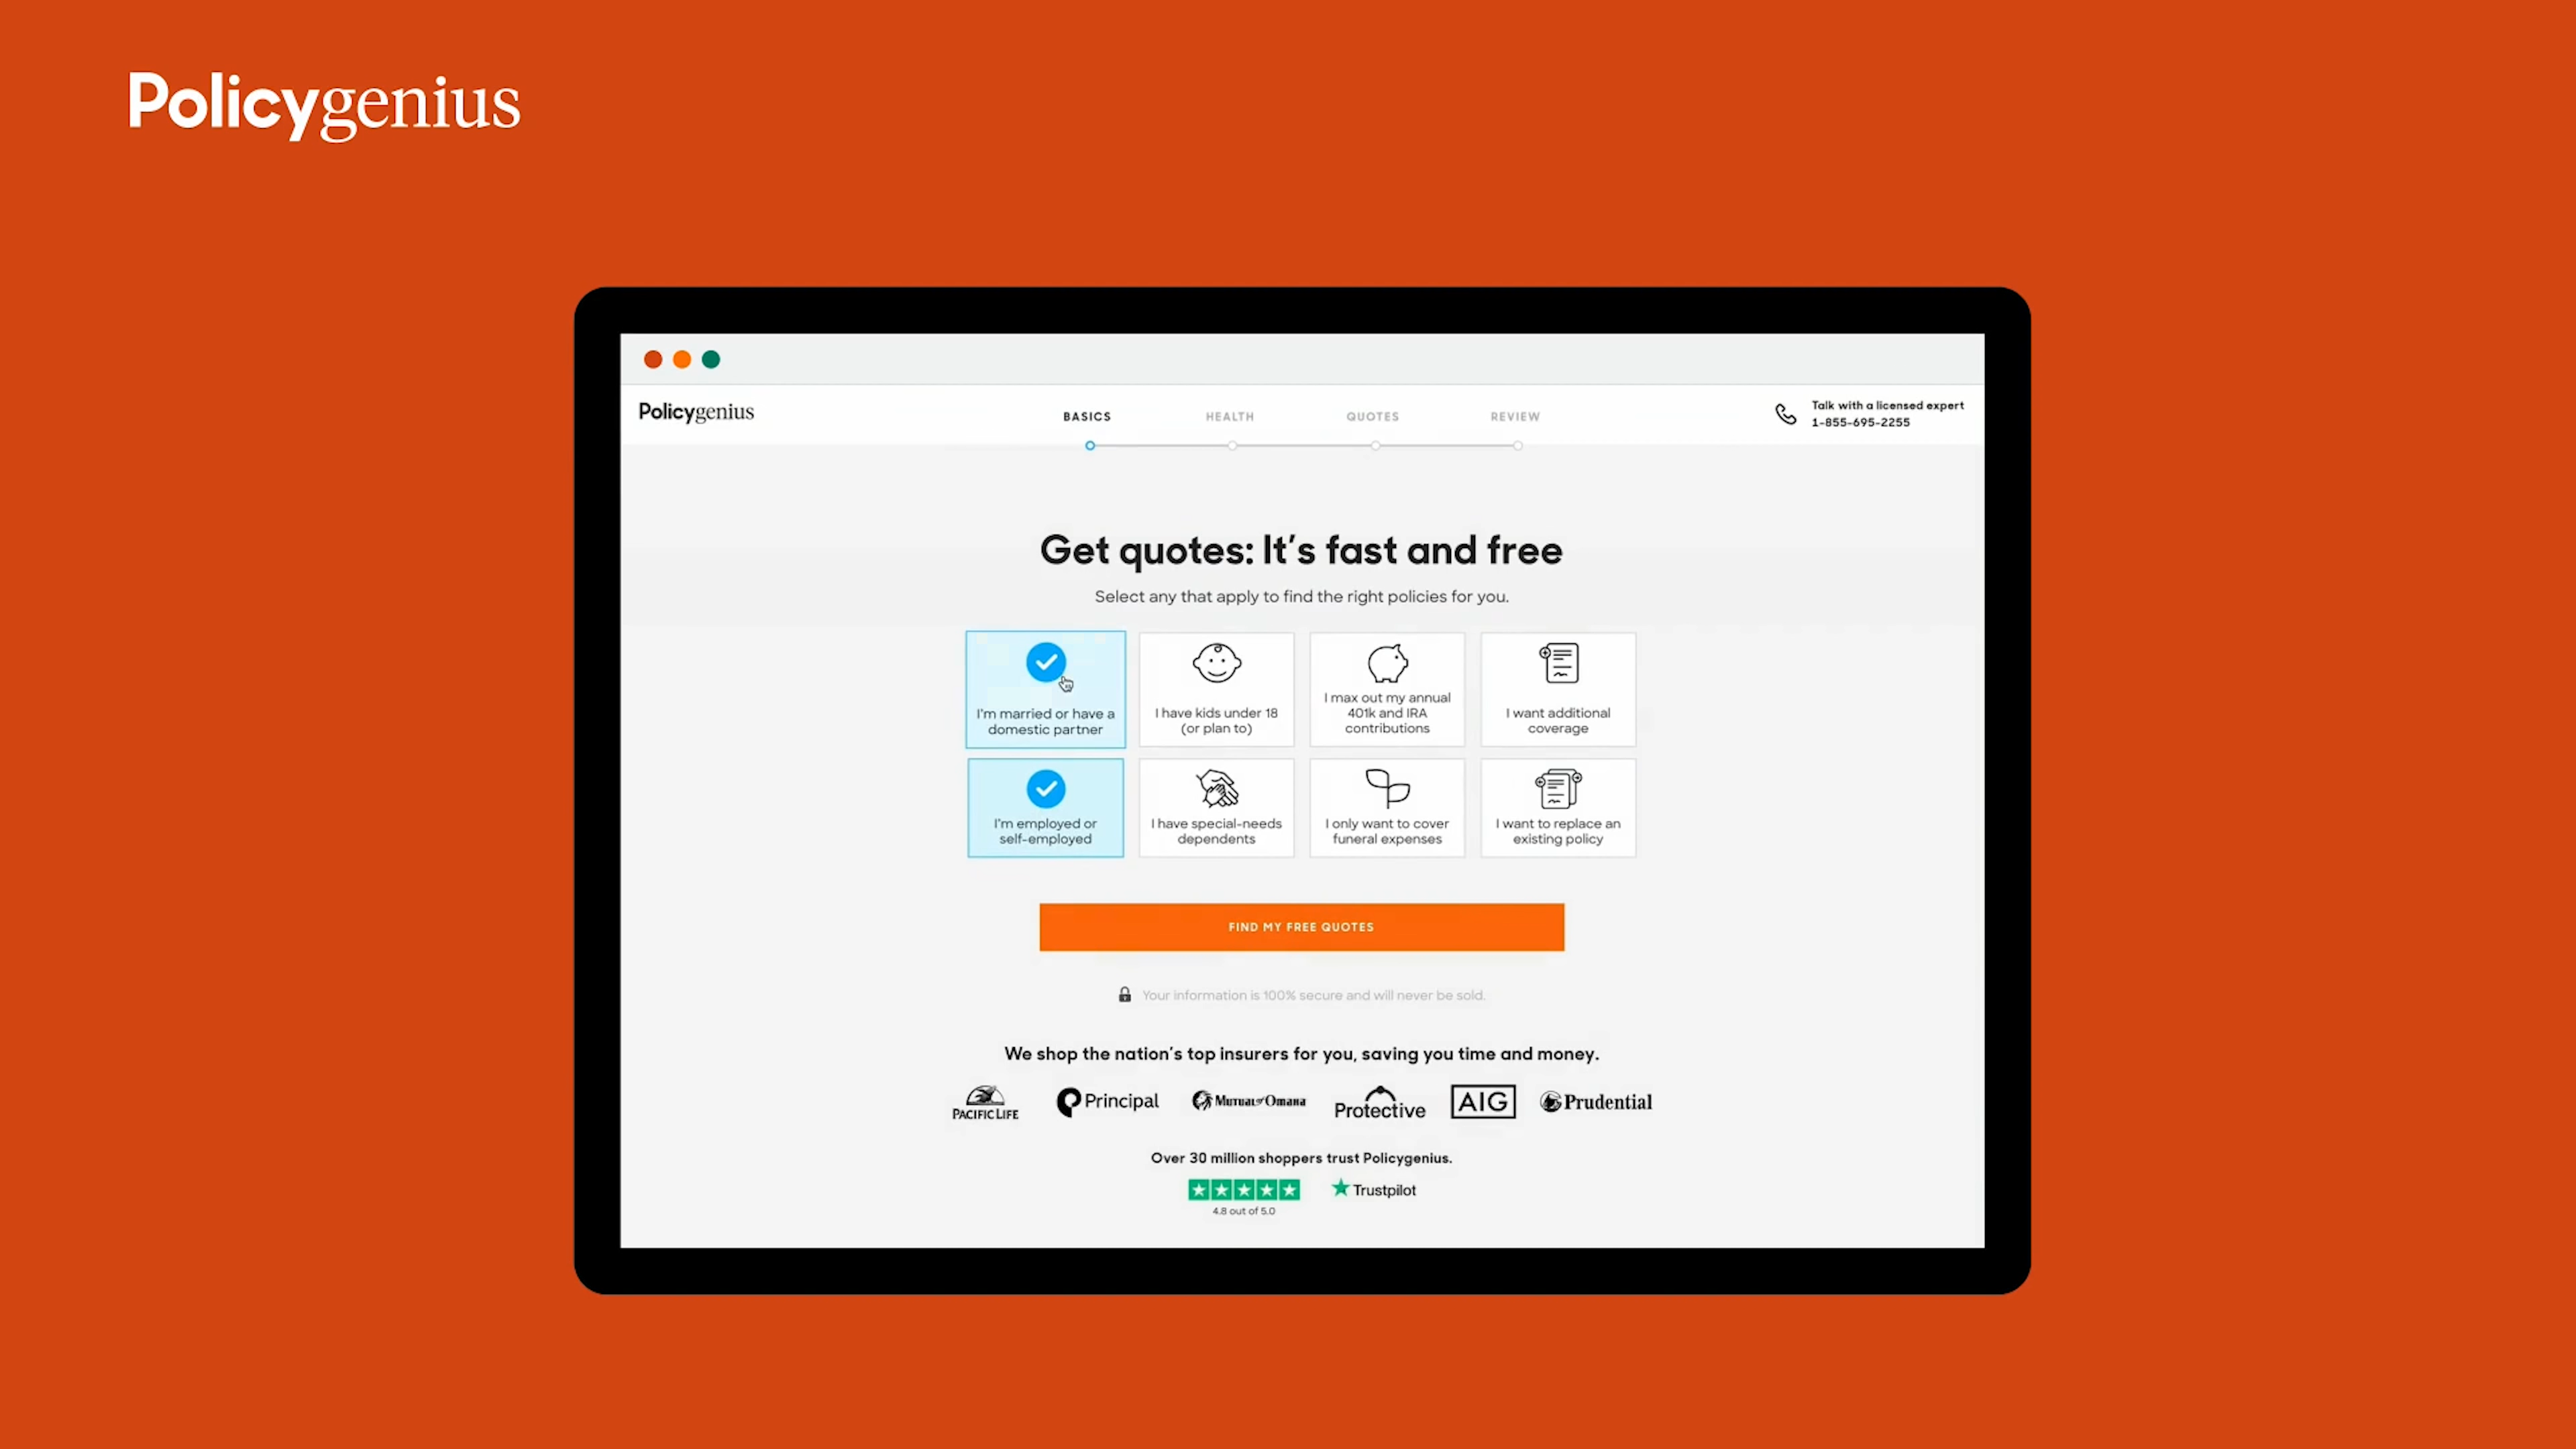 Policygenius
Policygenius
BASICS
HEALTH
QUOTES
REVIEW
Talk with a licensed expert
1-855-695-2255
Get quotes: It's fast and free
Select any that apply to find the right policies for you.
I'm married or have a
domestic partner
I have kids under 18
(or plan to)
I max out my annual
401k and IRA
contributions
I want additional
coverage
I'm employed or
self-employed
I have special-needs
dependents
I only want to cover
funeral expenses
I want to replace an
existing policy
FIND MY FREE QUOTES
Your information is 100% secure and will never be sold.
We shop the nation's top insurers for you, saving you time and money.
PACIFIC LIFE
Principal
Mutual of Omaha
Protective
AIG
Prudential
Over 30 million shoppers trust Policygenius.
Trustpilot
4.8 out of 5.0